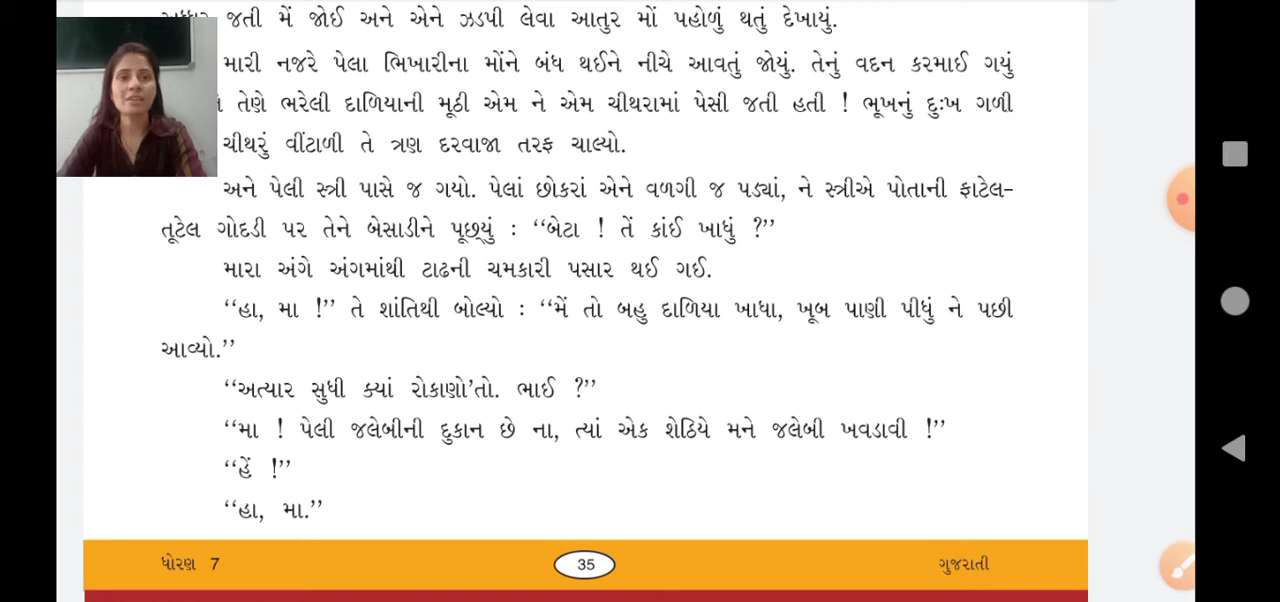 જતી મેં જોઈ અને એને ઝડપી લેવા આતુર મોં પહોળું થતું દેખાયું.
મારી નજરે પેલા ભિખારીના મોંને બંધ થઈને નીચે આવતું જોયું. તેનું વદન કરમાઈ ગયું
તેણે ભરેલી દાળિયાની મૂઠી એમ ને એમ ચીથરામાં પેસી જતી હતી ! ભૂખનું દુઃખ ગળી
ચીથરું વીંટાળી તે ત્રણ દરવાજા તરફ ચાલ્યો.
અને પેલી સ્ત્રી પાસે જ ગયો. પેલાં છોકરાં એને વળગી જ પડ્યાં, ને સ્ત્રીએ પોતાની ફાટેલ-
તૂટેલ ગોદડી પર તેને બેસાડીને પૂછ્યું : “બેટા ! તેં કાંઈ ખાધું ?”
મારા અંગે અંગમાંથી ટાઢની ચમકારી પસાર થઈ ગઈ.
“હા, મા !” તે શાંતિથી બોલ્યો : “મેં તો બહુ દાળિયા ખાધા, ખૂબ પાણી પીધું ને પછી
આવ્યો.”
“અત્યાર સુધી ક્યાં રોકાણો’તો. ભાઈ ?”
“મા ! પેલી જલેબીની દુકાન છે ના, ત્યાં એક શેઠિયે મને જલેબી ખવડાવી !”
“હેં !”
“હા, મા.”
ધોરણ 7 35 ગુજરાતી